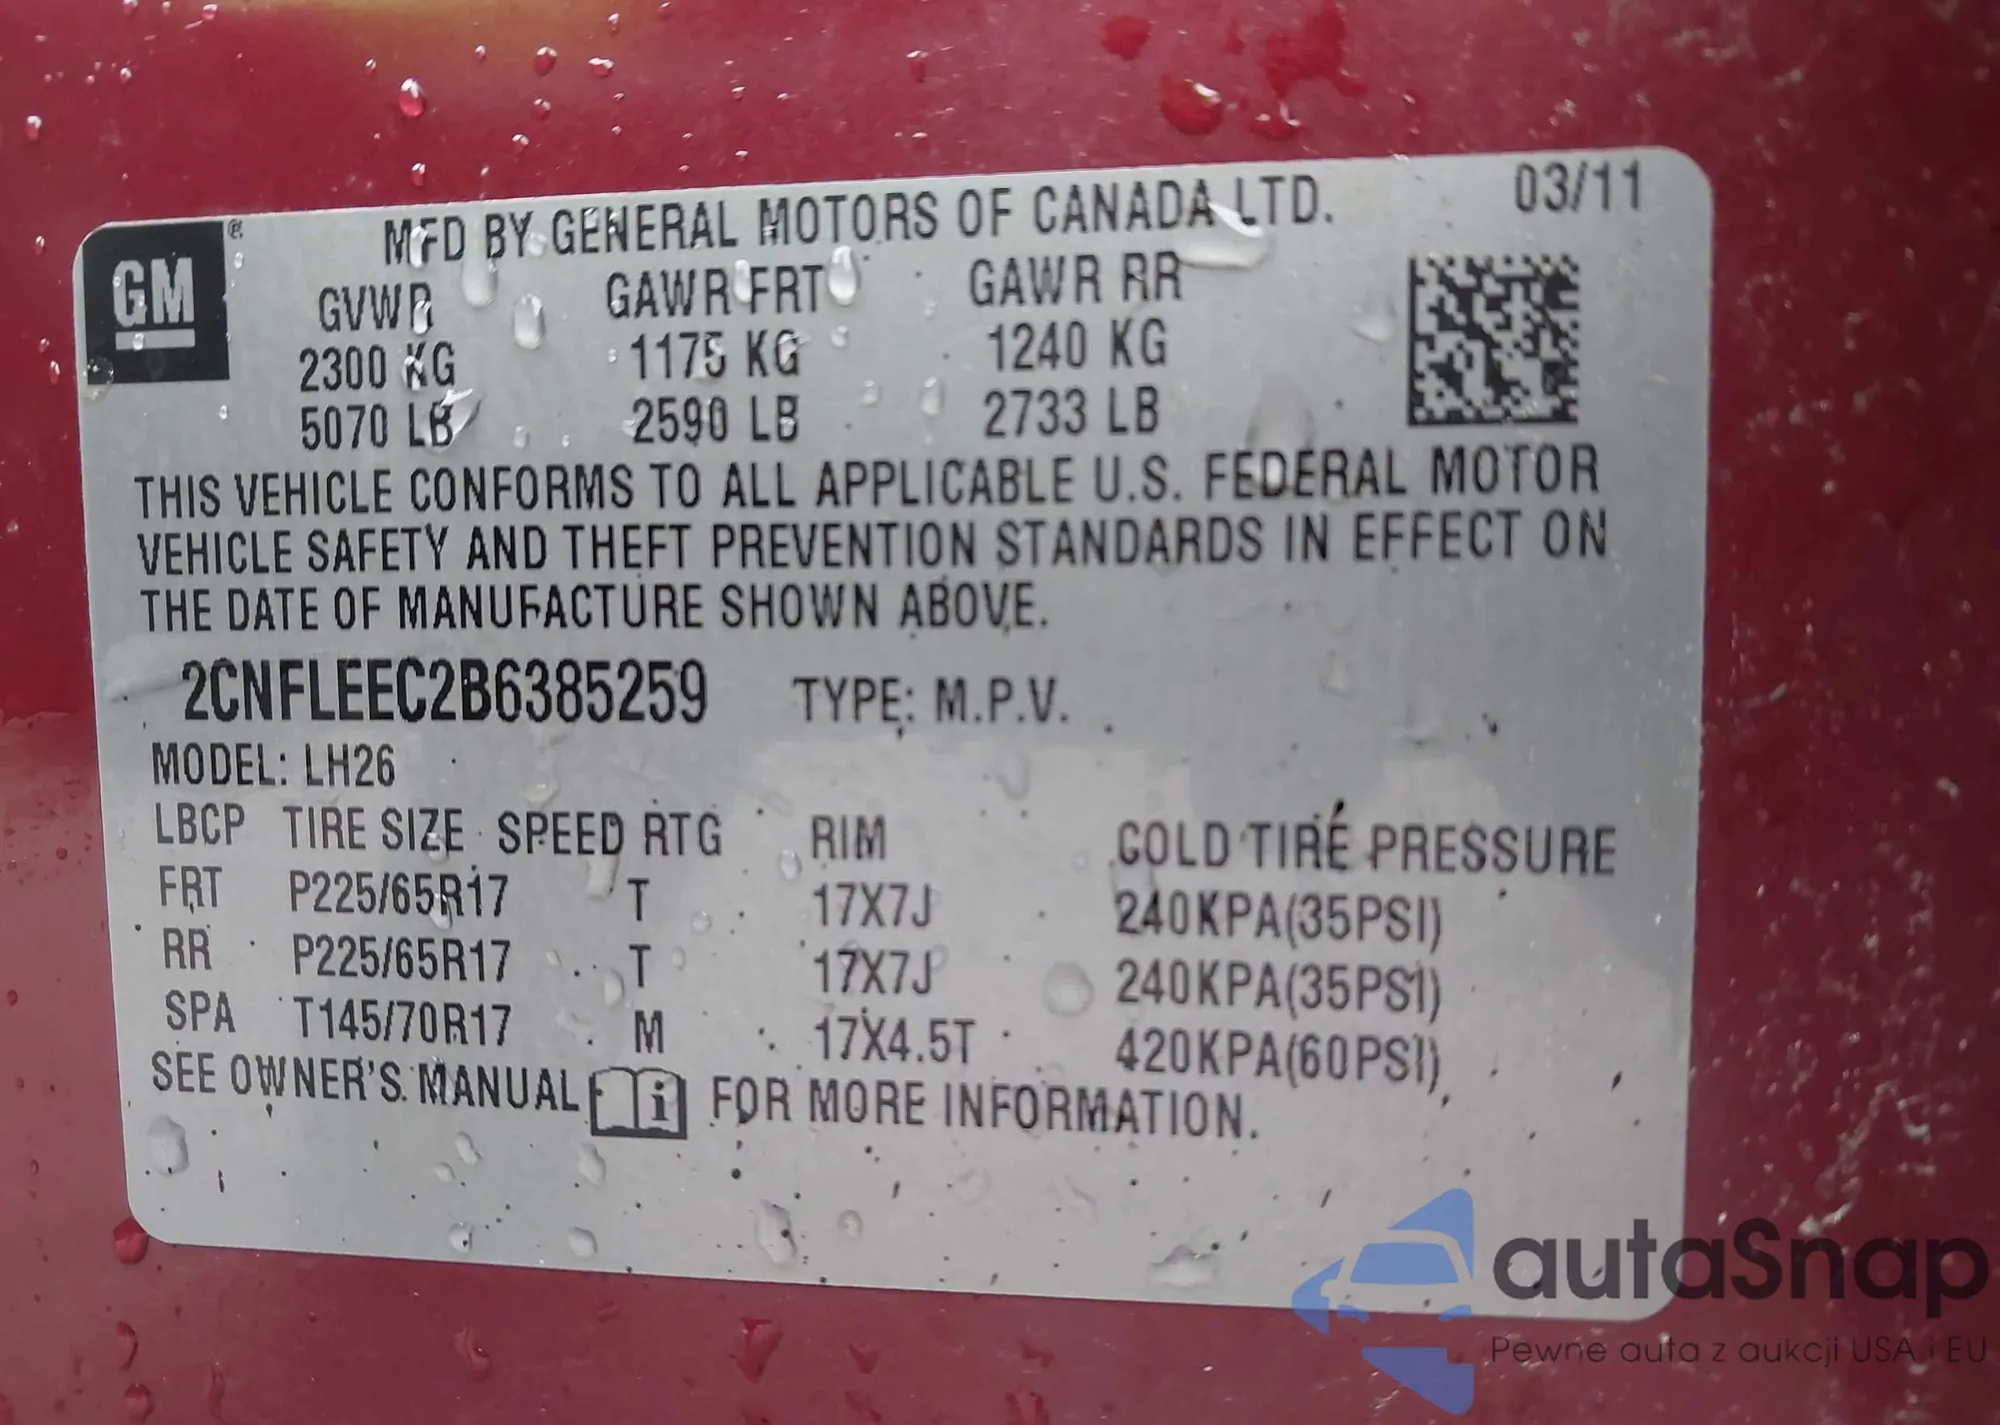 03/11
GM®
MFD BY GENERAL MOTORS OF CANADA LTD.
GVWR GAWR FRT GAWR RR
2300 KG 1175 KG 1240 KG
5070 LB 2590 LB 2733 LB
THIS VEHICLE CONFORMS TO ALL APPLICABLE U.S. FEDERAL MOTOR
VEHICLE SAFETY AND THEFT PREVENTION STANDARDS IN EFFECT ON
THE DATE OF MANUFACTURE SHOWN ABOVE.
2CNFLEEC2B6385259 TYPE: M.P.V.
MODEL: LH26
LBCP TIRE SIZE SPEED RTG RIM COLD TIRE PRESSURE
FRT P225/65R17 T 17X7J 240KPA(35PSI)
RR P225/65R17 T 17X7J 240KPA(35PSI)
SPA T145/70R17 M 17X4.5T 420KPA(60PSI)
SEE OWNER'S MANUAL i FOR MORE INFORMATION.
autaSnap
Pewne auta z aukcji USA i EU